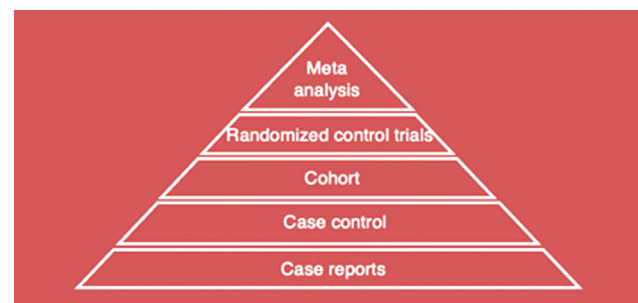 Meta
analysis
Randomized control trials
Cohort
Case control
Case reports